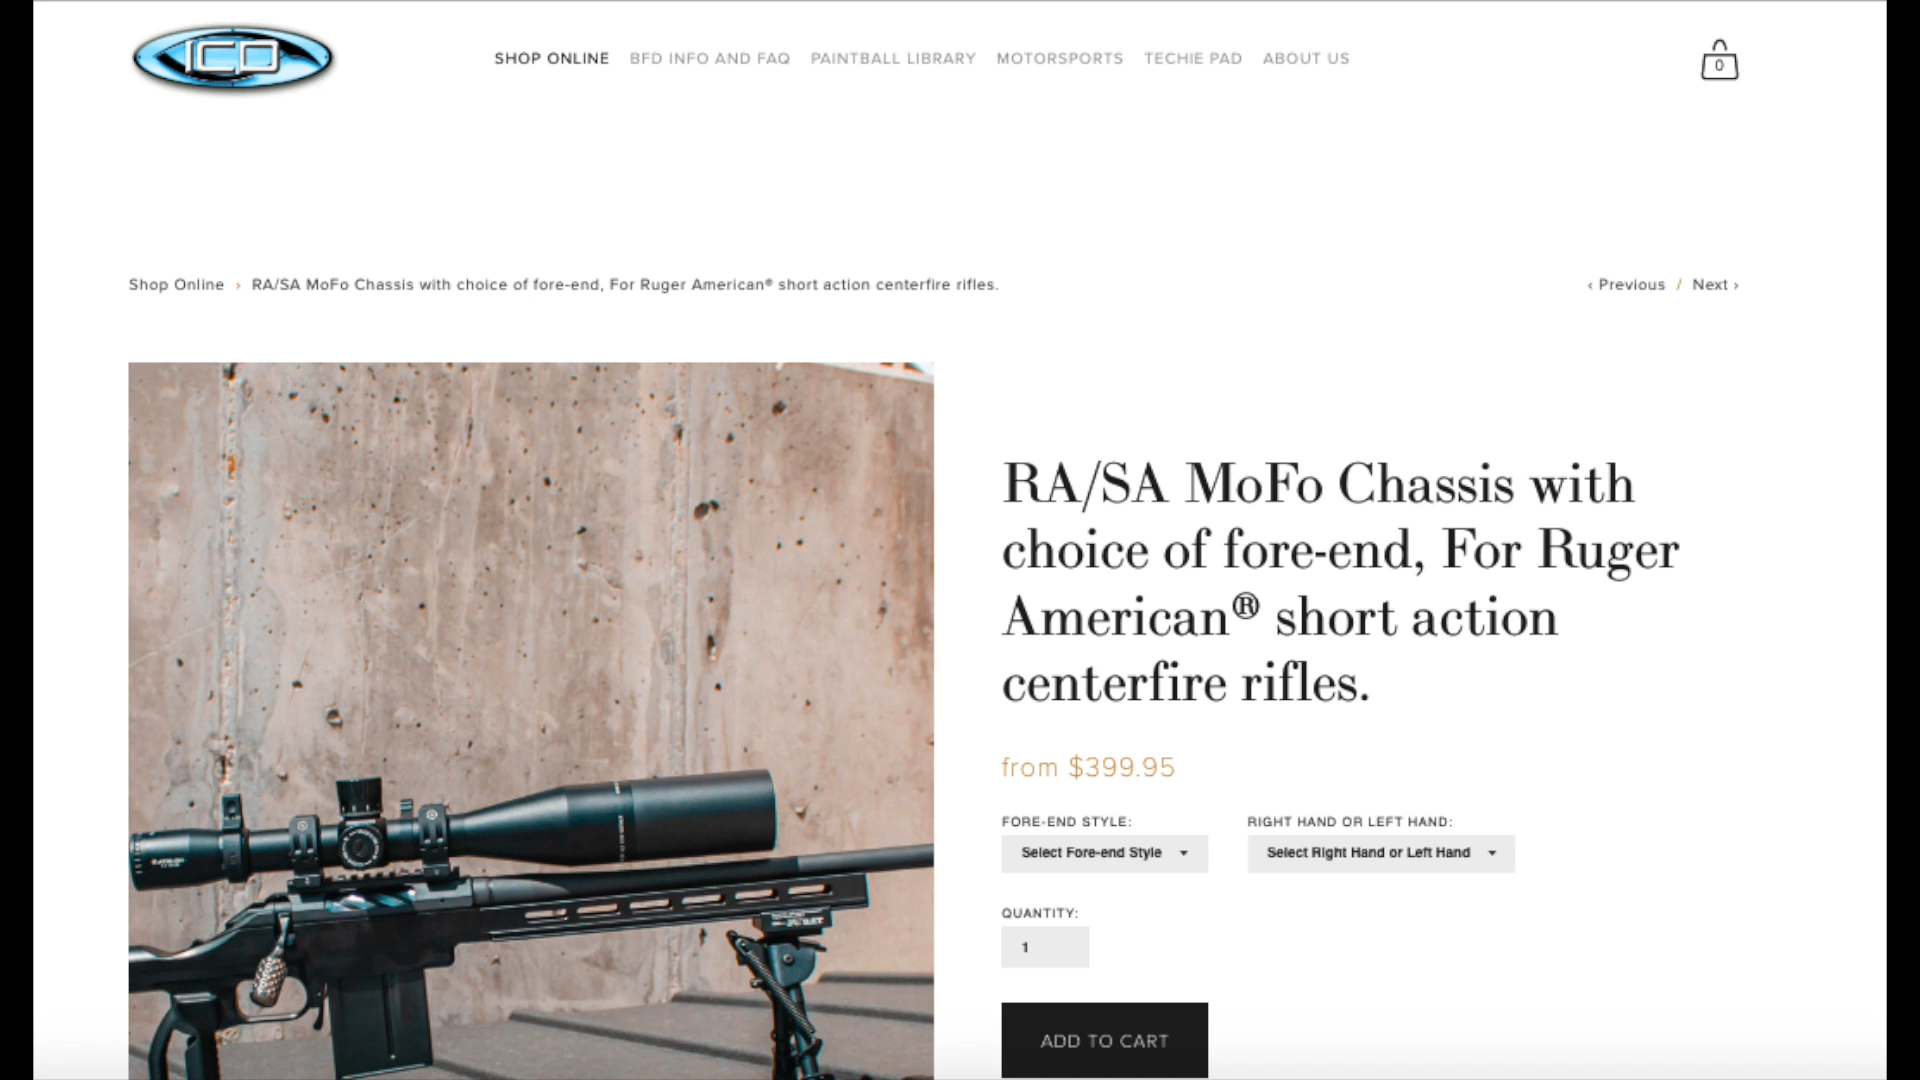 ICD
SHOP ONLINE BFD INFO AND FAQ PAINTBALL LIBRARY MOTORSPORTS TECHIE PAD ABOUT US
0
Shop Online › RA/SA MoFo Chassis with choice of fore-end, For Ruger American® short action centerfire rifles.
‹ Previous / Next ›
RA/SA MoFo Chassis with
choice of fore-end, For Ruger
American® short action
centerfire rifles.
from $399.95
FORE-END STYLE: RIGHT HAND OR LEFT HAND:
Select Fore-end Style Select Right Hand or Left Hand
QUANTITY:
1
ADD TO CART